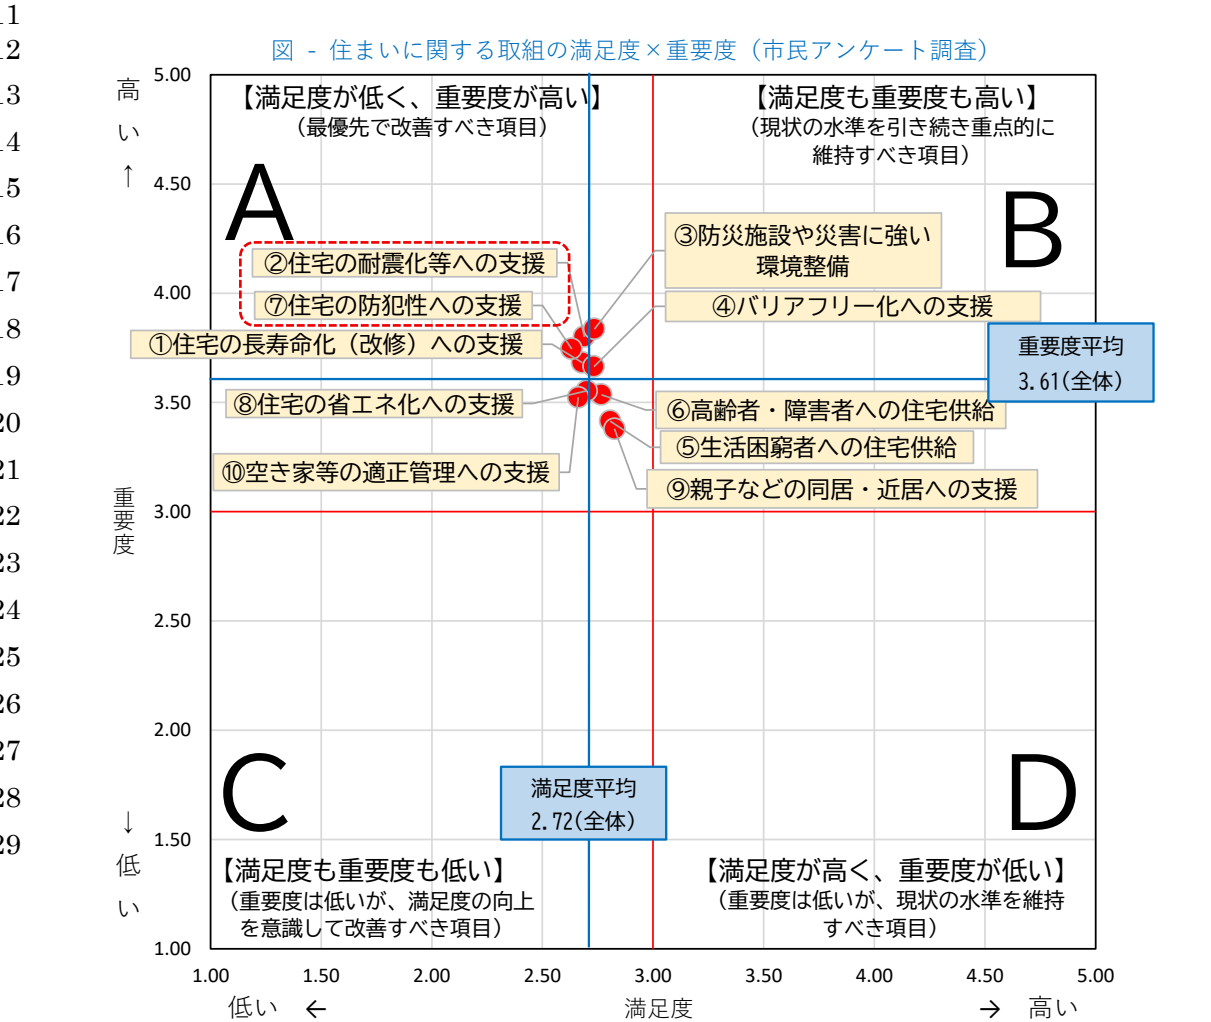 11
12
13
14
15
16
17
18
19
20
21
22
23
24
25
26
27
28
29
図 - 住まいに関する取組の満足度×重要度（市民アンケート調査）
高い↑
重要度
↓低い
5.00
4.50
4.00
3.50
3.00
2.50
2.00
1.50
1.00
【満足度が低く、重要度が高い】
（最優先で改善すべき項目）
A
【満足度も重要度も高い】
（現状の水準を引き続き重点的に
維持すべき項目）
B
②住宅の耐震化等への支援
⑦住宅の防犯性への支援
①住宅の長寿命化（改修）への支援
⑧住宅の省エネ化への支援
⑩空き家等の適正管理への支援
③防災施設や災害に強い
環境整備
④バリアフリー化への支援
重要度平均
3.61(全体)
⑥高齢者・障害者への住宅供給
⑤生活困窮者への住宅供給
⑨親子などの同居・近居への支援
C
満足度平均
2.72(全体)
D
【満足度も重要度も低い】
（重要度は低いが、満足度の向上
を意識して改善すべき項目）
【満足度が高く、重要度が低い】
（重要度は低いが、現状の水準を維持
すべき項目）
1.00 1.50 2.00 2.50 3.00 3.50 4.00 4.50 5.00
低い ← 満足度 → 高い